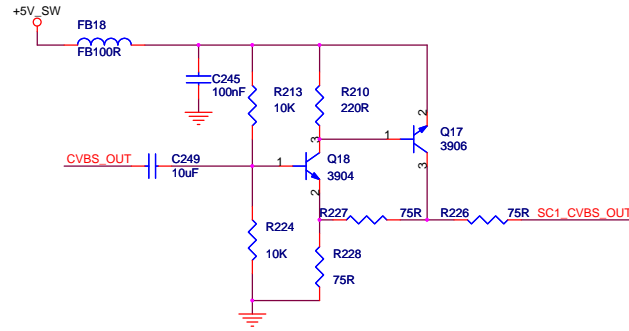 +5V_SW
FB18
FB100R
C245
100nF
R213
10K
R210
220R
2
1
Q17
3906
3
3
CVBS_OUT
C249
10uF
1
Q18
3904
2
R227
75R
R226
75R
SC1_CVBS_OUT
R224
10K
R228
75R